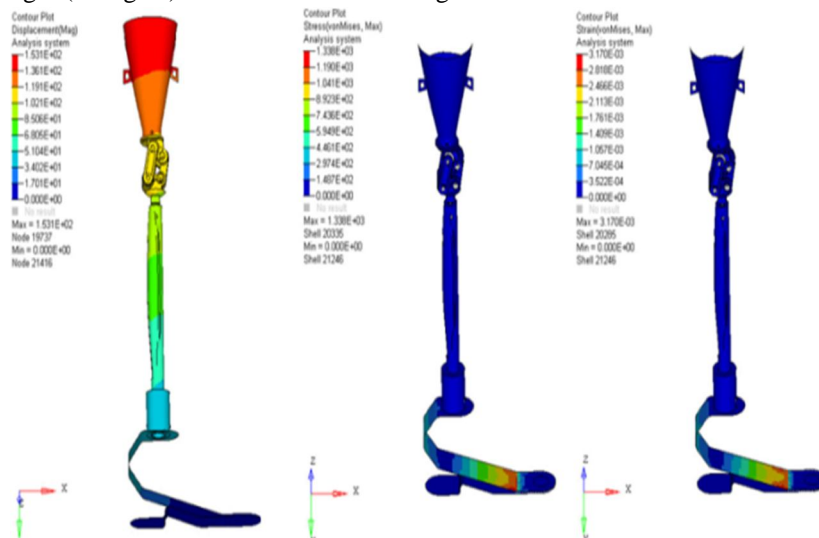 Contour Plot
Displacement(Mag)
Analysis system
1.531E+02
1.361E+02
1.191E+02
1.021E+02
8.506E+01
6.805E+01
5.104E+01
3.402E+01
1.701E+01
0.000E+00
No result
Max = 1.531E+02
Node 19737
Min = 0.000E+00
Node 21416
X
Contour Plot
Stress(vonMises, Max)
Analysis system
1.338E+03
1.190E+03
1.041E+03
8.923E+02
7.436E+02
5.949E+02
4.461E+02
2.974E+02
1.487E+02
0.000E+00
No result
Max = 1.338E+03
Shell 20335
Min = 0.000E+00
Shell 21246
Z
X
Contour Plot
Strain(vonMises, Max)
Analysis system
3.170E-03
2.818E-03
2.466E-03
2.113E-03
1.761E-03
1.409E-03
1.057E-03
7.045E-04
3.522E-04
0.000E+00
No result
Max = 3.170E-03
Shell 20285
Min = 0.000E+00
Shell 21246
Z
X